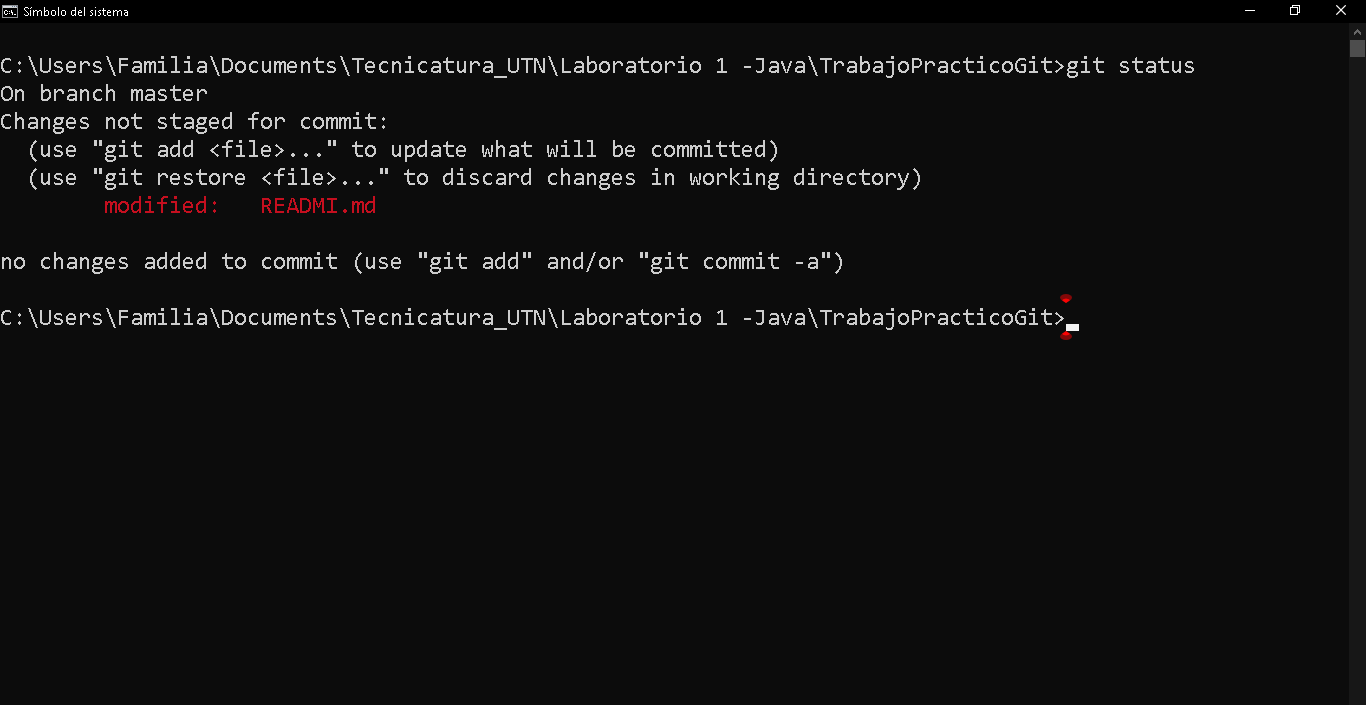 Símbolo del sistema
C:\Users\Familia\Documents\Tecnicatura_UTN\Laboratorio 1 -Java\TrabajoPracticoGit>git status
On branch master
Changes not staged for commit:
  (use "git add <file>..." to update what will be committed)
  (use "git restore <file>..." to discard changes in working directory)
        modified:   READMI.md
no changes added to commit (use "git add" and/or "git commit -a")
C:\Users\Familia\Documents\Tecnicatura_UTN\Laboratorio 1 -Java\TrabajoPracticoGit>